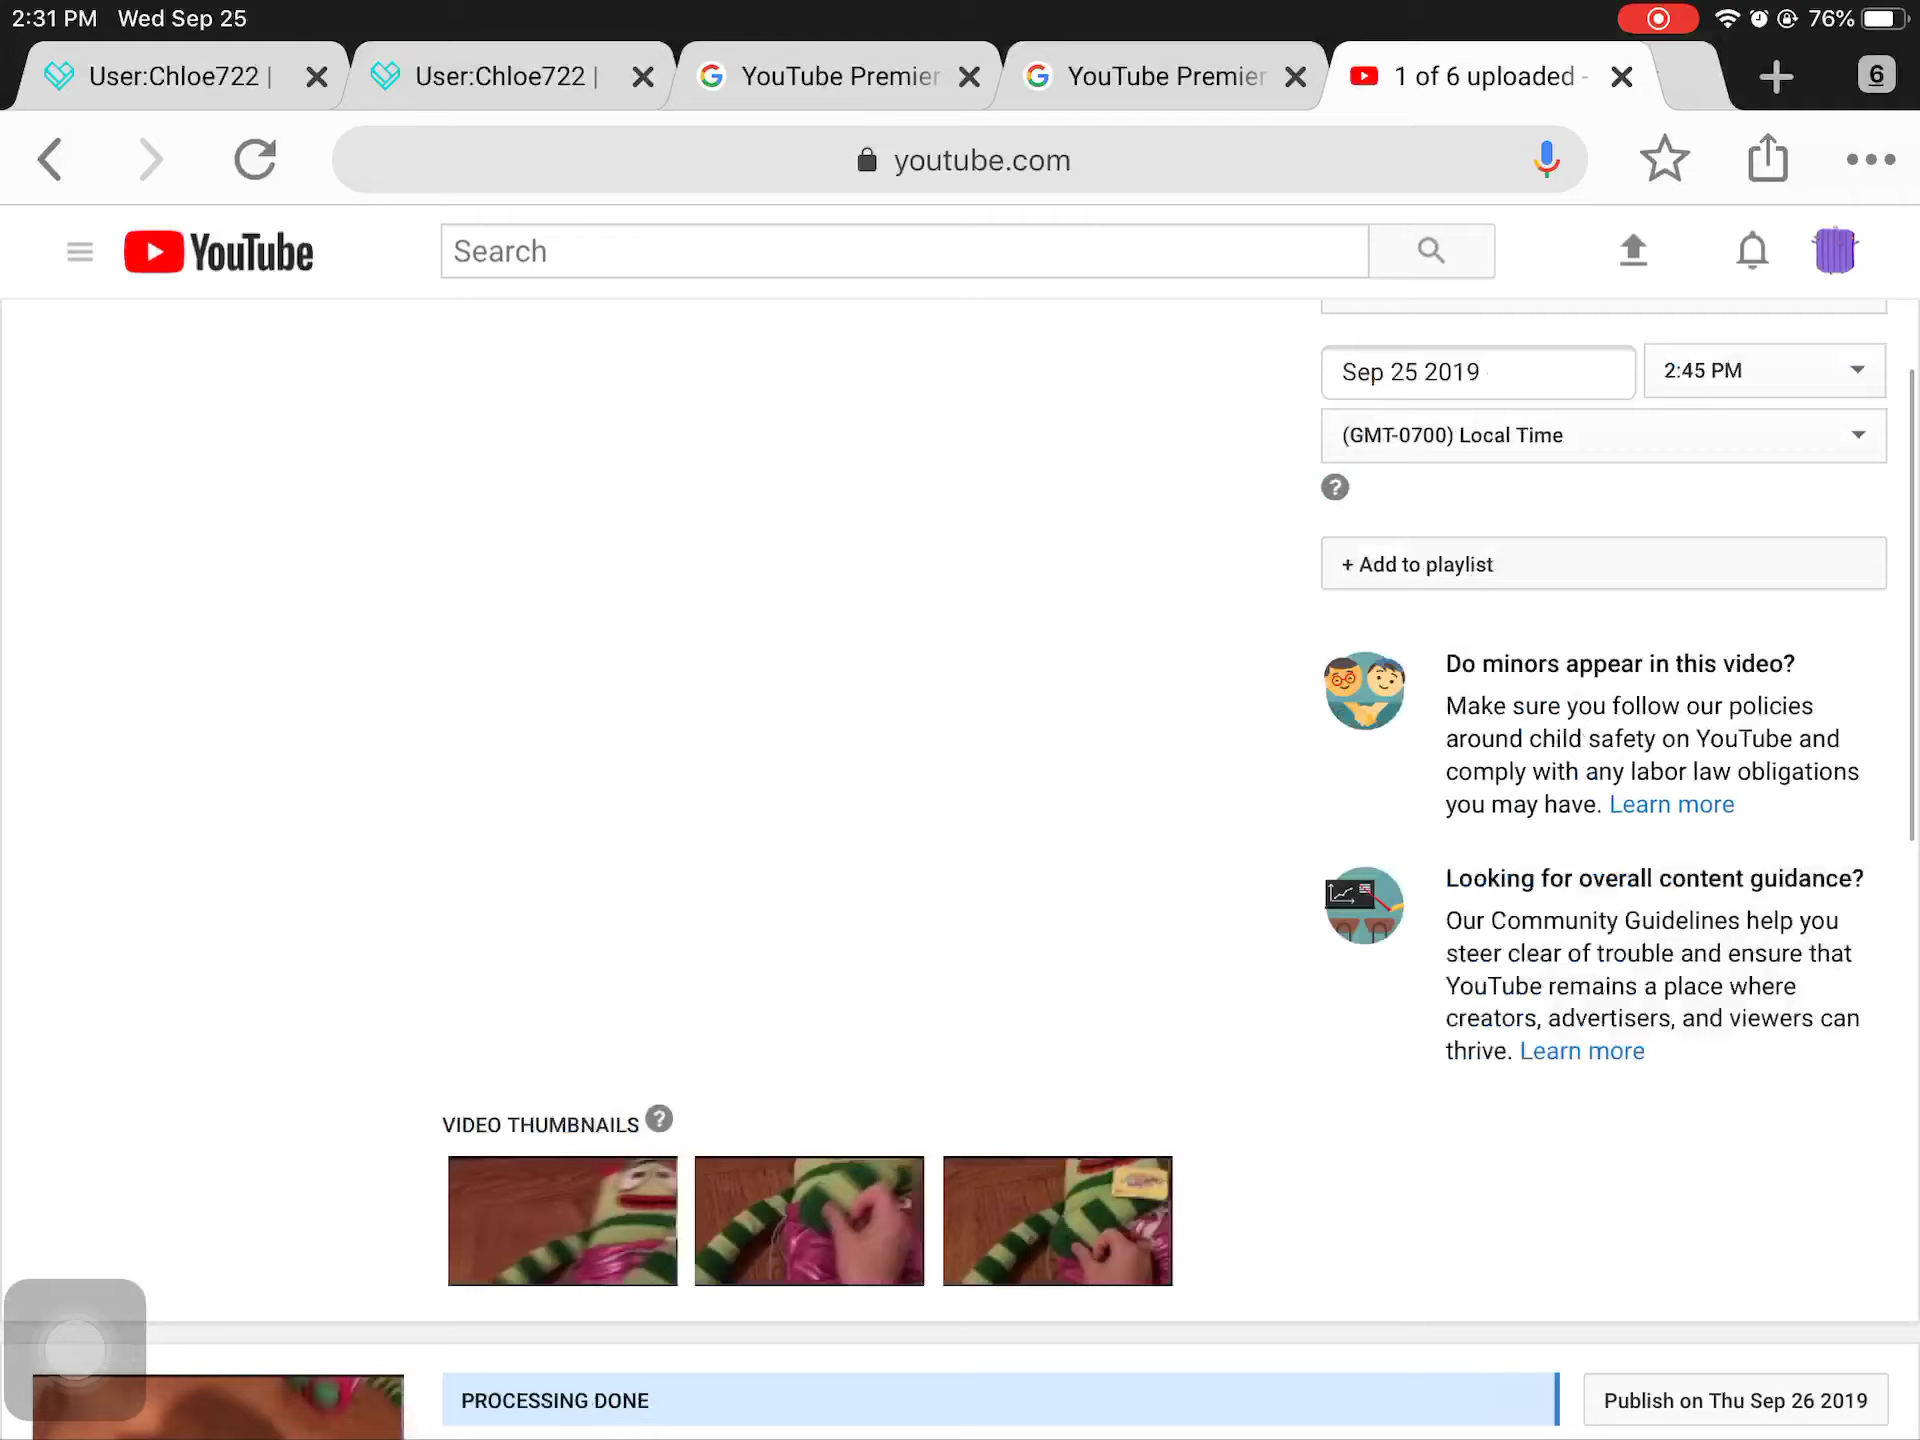 2:31 PM Wed Sep 25
76%
User:Chloe722 |
User:Chloe722 |
YouTube Premier
YouTube Premier
1 of 6 uploaded -
6
youtube.com
YouTube
Search
Sep 25 2019
2:45 PM
(GMT-0700) Local Time
?
+ Add to playlist
Do minors appear in this video?
Make sure you follow our policies
around child safety on YouTube and
comply with any labor law obligations
you may have. Learn more
Looking for overall content guidance?
Our Community Guidelines help you
steer clear of trouble and ensure that
YouTube remains a place where
creators, advertisers, and viewers can
thrive. Learn more
VIDEO THUMBNAILS ?
PROCESSING DONE
Publish on Thu Sep 26 2019